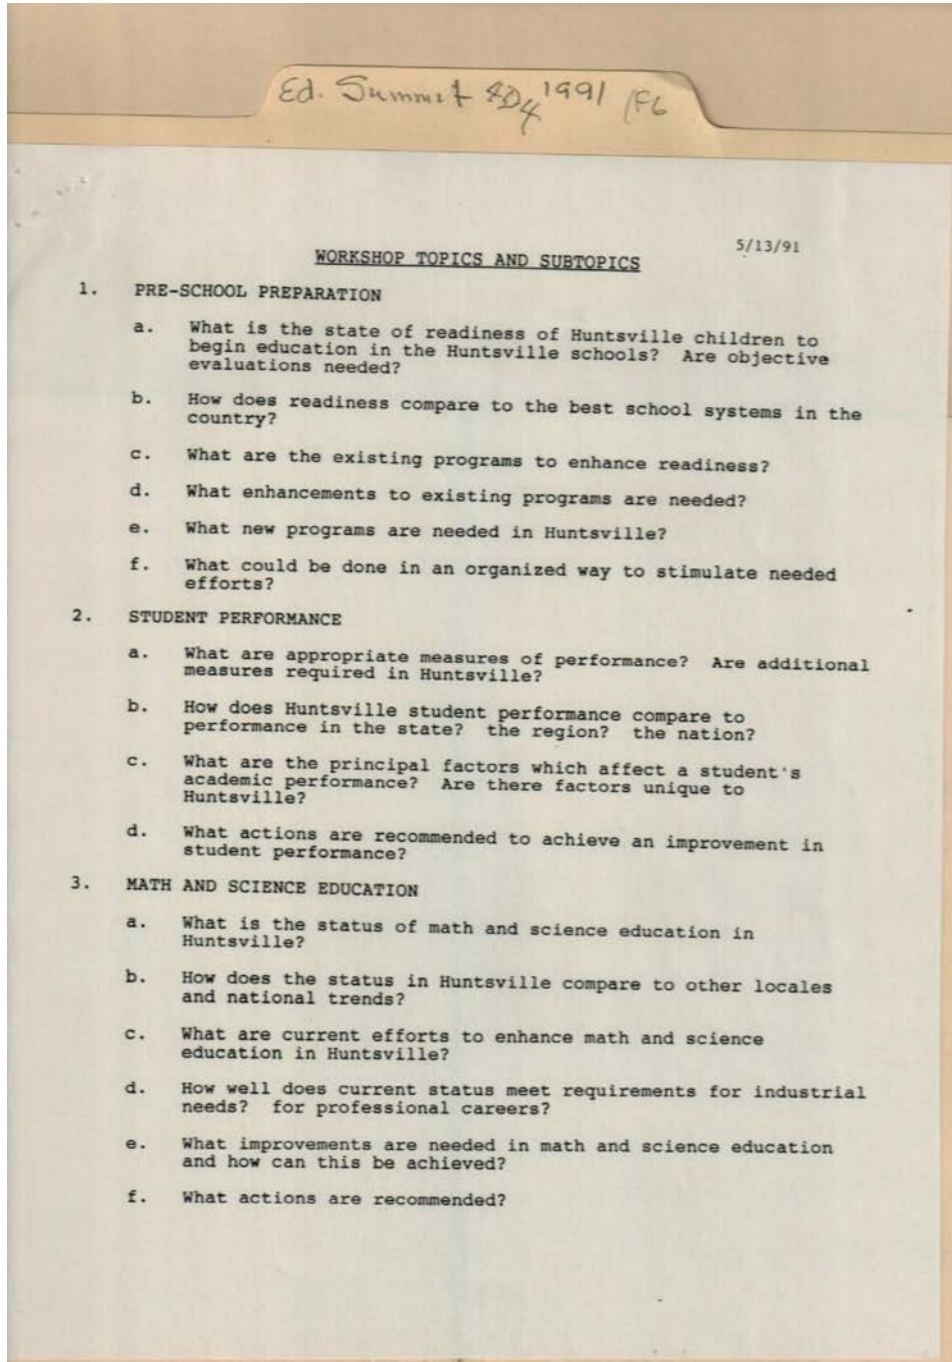 Ed. Summit 4D4 1991 / F6
5/13/91
WORKSHOP TOPICS AND SUBTOPICS
1. PRE-SCHOOL PREPARATION
a. What is the state of readiness of Huntsville children to
begin education in the Huntsville schools? Are objective
evaluations needed?
b. How does readiness compare to the best school systems in the
country?
c. What are the existing programs to enhance readiness?
d. What enhancements to existing programs are needed?
e. What new programs are needed in Huntsville?
f. What could be done in an organized way to stimulate needed
efforts?
2. STUDENT PERFORMANCE
a. What are appropriate measures of performance? Are additional
measures required in Huntsville?
b. How does Huntsville student performance compare to
performance in the state? the region? the nation?
c. What are the principal factors which affect a student's
academic performance? Are there factors unique to
Huntsville?
d. What actions are recommended to achieve an improvement in
student performance?
3. MATH AND SCIENCE EDUCATION
a. What is the status of math and science education in
Huntsville?
b. How does the status in Huntsville compare to other locales
and national trends?
c. What are current efforts to enhance math and science
education in Huntsville?
d. How well does current status meet requirements for industrial
needs? for professional careers?
e. What improvements are needed in math and science education
and how can this be achieved?
f. What actions are recommended?